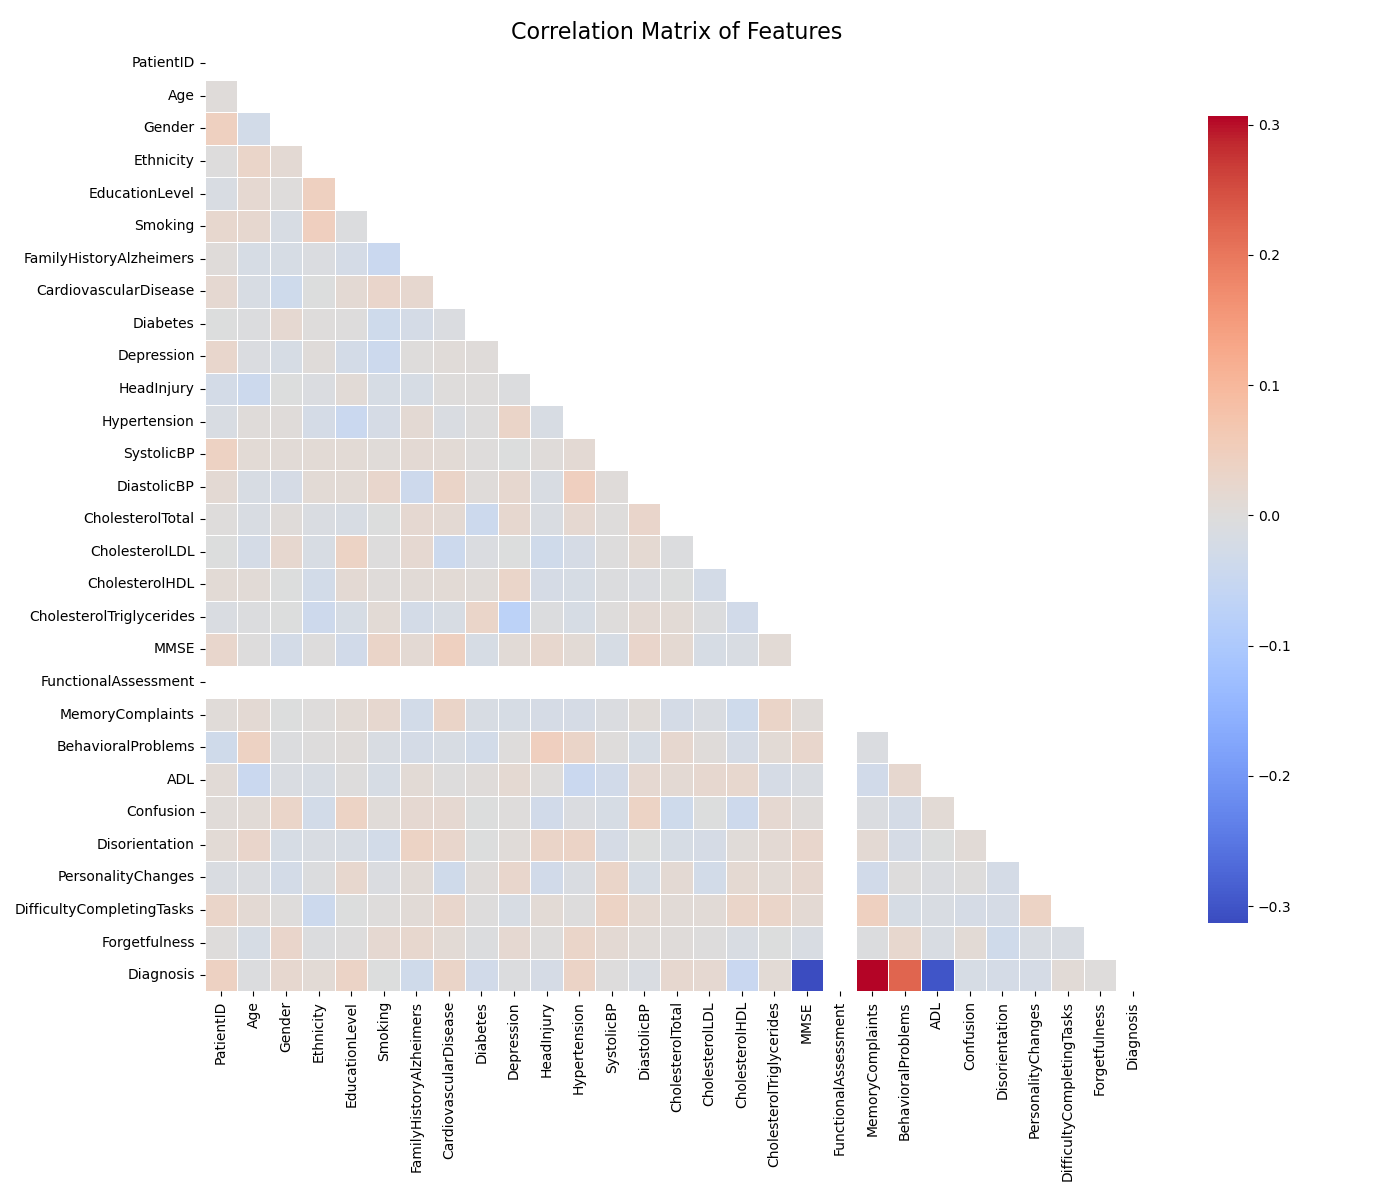 Correlation Matrix of Features
PatientID
Age
Gender
Ethnicity
EducationLevel
Smoking
FamilyHistoryAlzheimers
CardiovascularDisease
Diabetes
Depression
HeadInjury
Hypertension
SystolicBP
DiastolicBP
CholesterolTotal
CholesterolLDL
CholesterolHDL
CholesterolTriglycerides
MMSE
FunctionalAssessment
MemoryComplaints
BehavioralProblems
ADL
Confusion
Disorientation
PersonalityChanges
DifficultyCompletingTasks
Forgetfulness
Diagnosis
PatientID
Age
Gender
Ethnicity
EducationLevel
Smoking
FamilyHistoryAlzheimers
CardiovascularDisease
Diabetes
Depression
HeadInjury
Hypertension
SystolicBP
DiastolicBP
CholesterolTotal
CholesterolLDL
CholesterolHDL
CholesterolTriglycerides
MMSE
FunctionalAssessment
MemoryComplaints
BehavioralProblems
ADL
Confusion
Disorientation
PersonalityChanges
DifficultyCompletingTasks
Forgetfulness
Diagnosis
0.3
0.2
0.1
0.0
−0.1
−0.2
−0.3